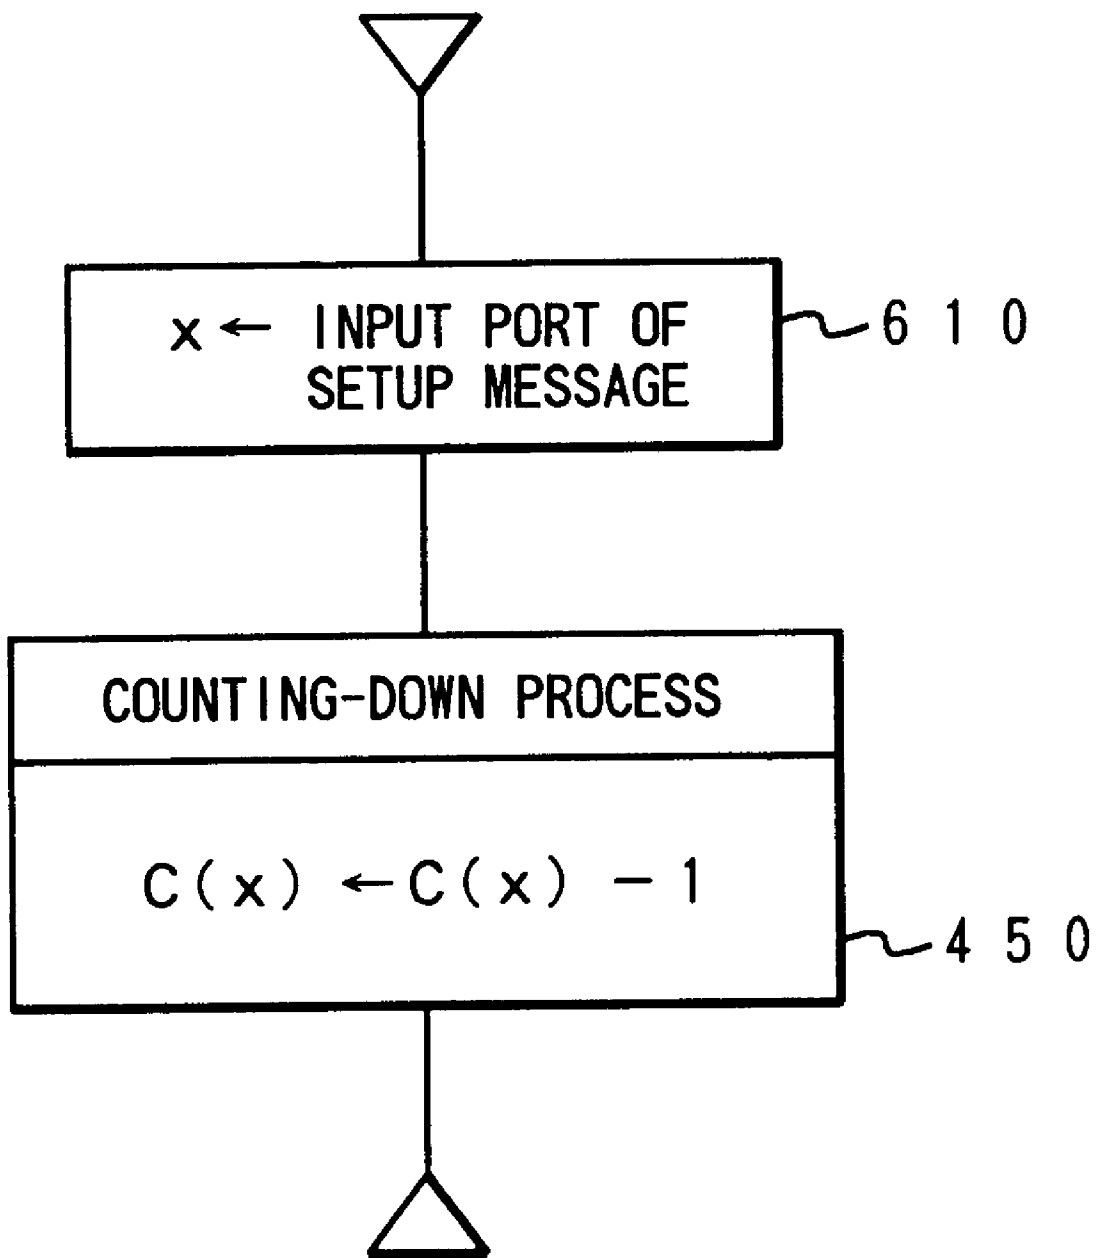 x ← INPUT PORT OF
SETUP MESSAGE
610
COUNTING-DOWN PROCESS
C(x) ← C(x) − 1
450